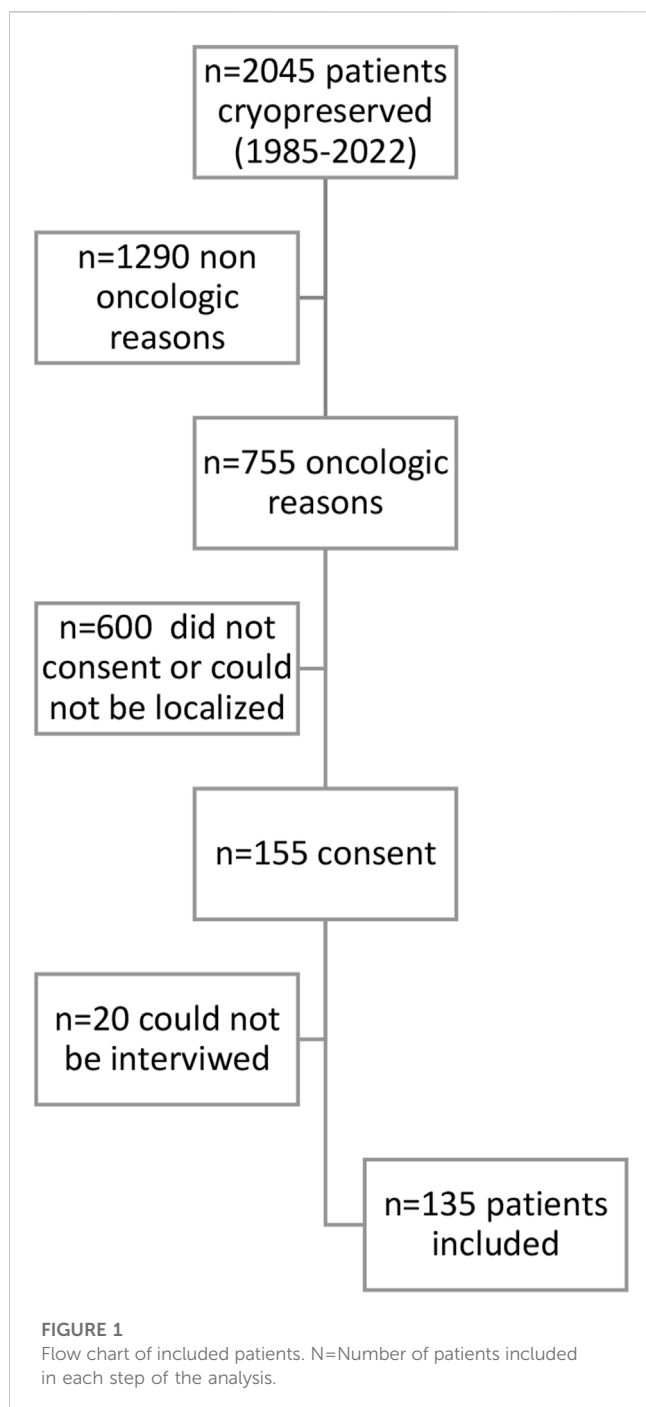 n=2045 patients
cryopreserved
(1985-2022)
n=1290 non
oncologic
reasons
n=755 oncologic
reasons
n=600 did not
consent or could
not be localized
n=155 consent
n=20 could not
be interviwed
n=135 patients
included
FIGURE 1
Flow chart of included patients. N=Number of patients included
in each step of the analysis.